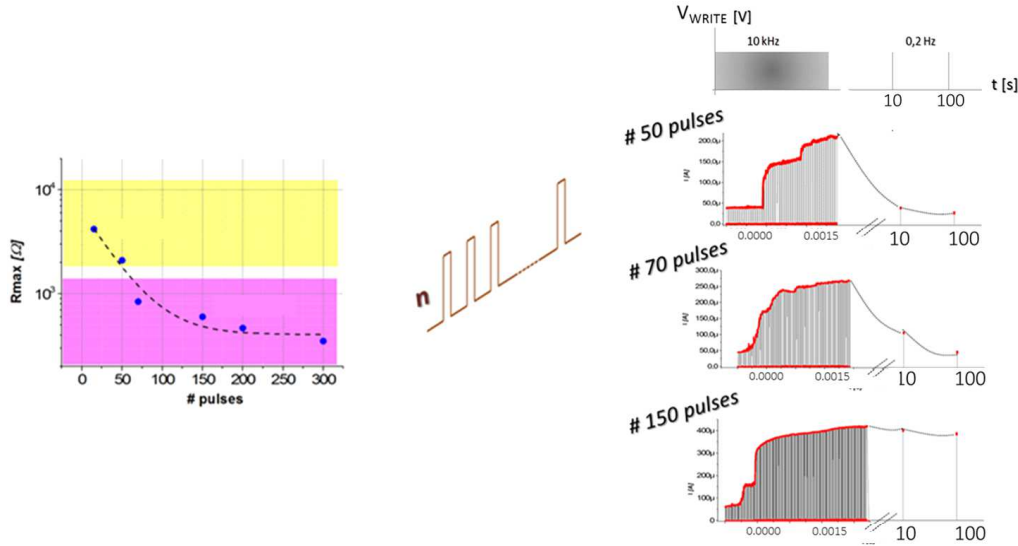 Rmax [Ω]
10⁴
10³
0 50 100 150 200 250 300
# pulses
n
V_WRITE [V]
10 kHz
0,2 Hz
t [s]
10 100
# 50 pulses
I [A]
200.0µ
150.0µ
100.0µ
50.0µ
0.0
0.0000 0.0015 10 100
# 70 pulses
I [A]
300.0µ
250.0µ
200.0µ
150.0µ
100.0µ
50.0µ
0.0
0.0000 0.0015 10 100
# 150 pulses
I [A]
400µ
300µ
200µ
100µ
0
0.0000 0.0015 10 100